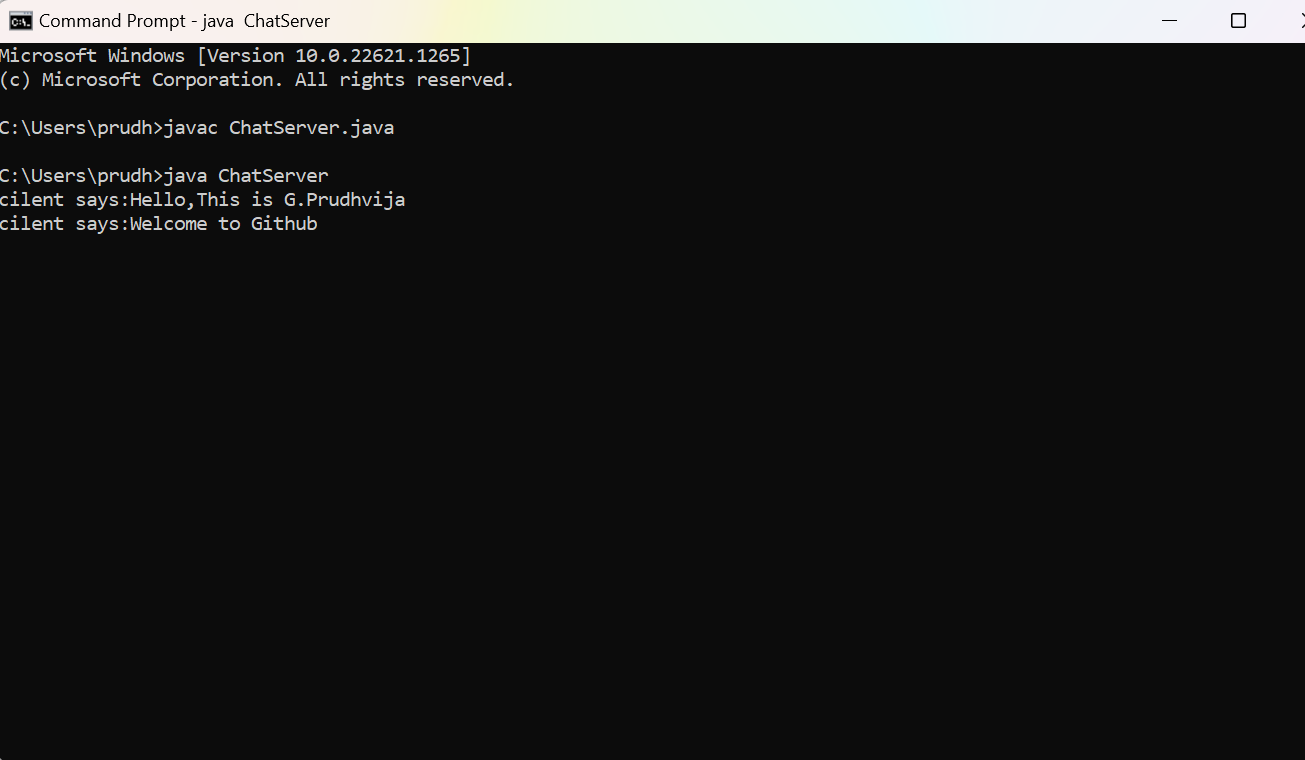 Command Prompt - java  ChatServer
Microsoft Windows [Version 10.0.22621.1265]
(c) Microsoft Corporation. All rights reserved.
C:\Users\prudh>javac ChatServer.java
C:\Users\prudh>java ChatServer
cilent says:Hello,This is G.Prudhvija
cilent says:Welcome to Github